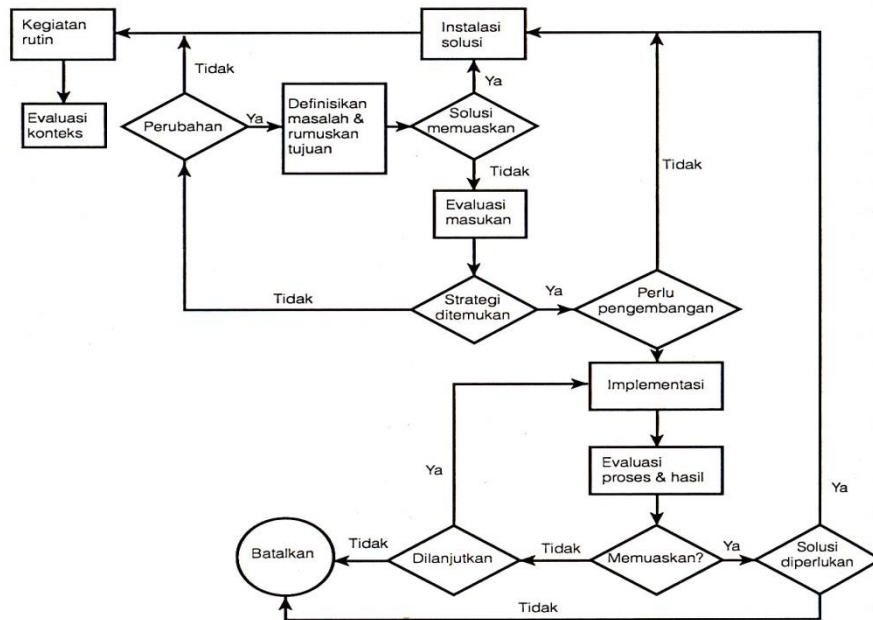 Kegiatan
rutin
Instalasi
solusi
Tidak
Ya
Evaluasi
konteks
Perubahan
Ya
Definisikan
masalah &
rumuskan
tujuan
Solusi
memuaskan
Tidak
Tidak
Evaluasi
masukan
Tidak
Strategi
ditemukan
Ya
Perlu
pengembangan
Implementasi
Ya
Evaluasi
proses & hasil
Ya
Batalkan
Tidak
Dilanjutkan
Tidak
Memuaskan?
Ya
Solusi
diperlukan
Tidak